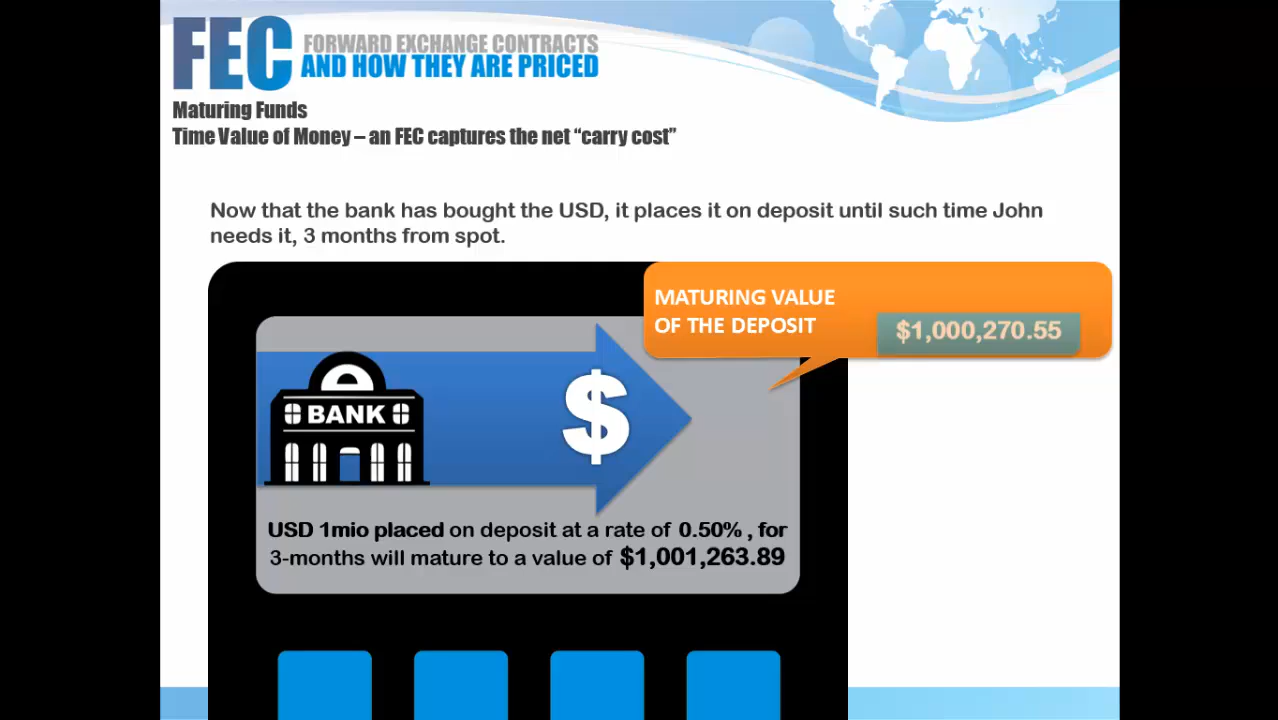 FEC FORWARD EXCHANGE CONTRACTS
AND HOW THEY ARE PRICED
Maturing Funds
Time Value of Money – an FEC captures the net “carry cost”
Now that the bank has bought the USD, it places it on deposit until such time John
needs it, 3 months from spot.
MATURING VALUE
OF THE DEPOSIT
$1,000,270.55
BANK
$
USD 1mio placed on deposit at a rate of 0.50% , for
3-months will mature to a value of $1,001,263.89